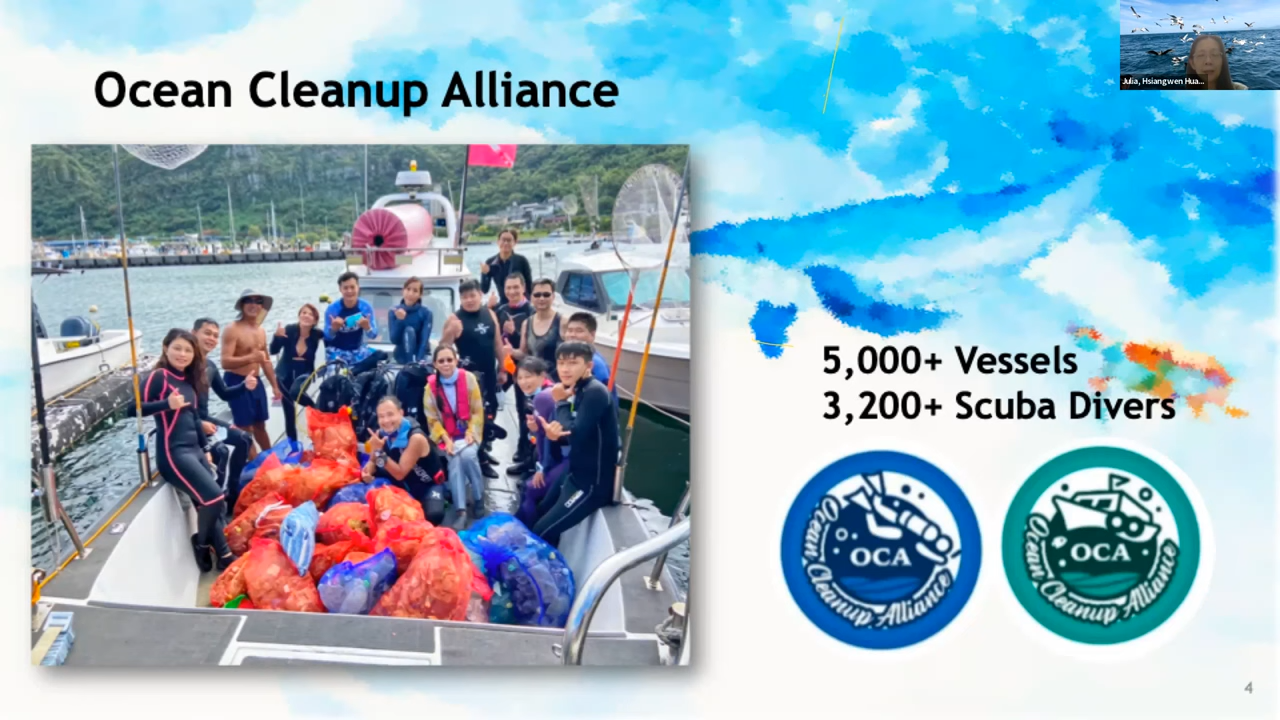 Julia, Hsiangwen Hua...
Ocean Cleanup Alliance
5,000+ Vessels
3,200+ Scuba Divers
OCA
Ocean Cleanup Alliance
OCA
Ocean Cleanup Alliance
4